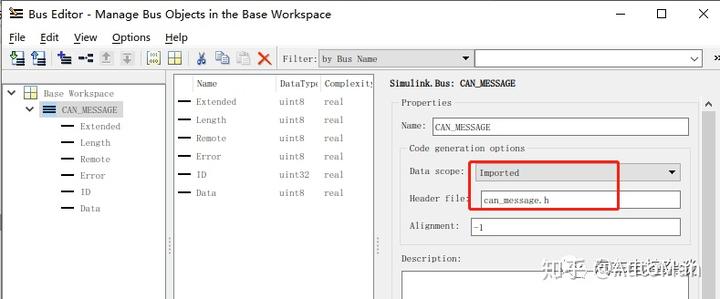 Bus Editor - Manage Bus Objects in the Base Workspace
File Edit View Options Help
Filter: by Bus Name
Base Workspace
CAN_MESSAGE
Extended
Length
Remote
Error
ID
Data
Name DataType Complexity
Extended uint8 real
Length uint8 real
Remote uint8 real
Error uint8 real
ID uint32 real
Data uint8 real
Simulink.Bus: CAN_MESSAGE
Properties
Name: CAN_MESSAGE
Code generation options
Data scope: Imported
Header file: can_message.h
Alignment: -1
Description:
知乎